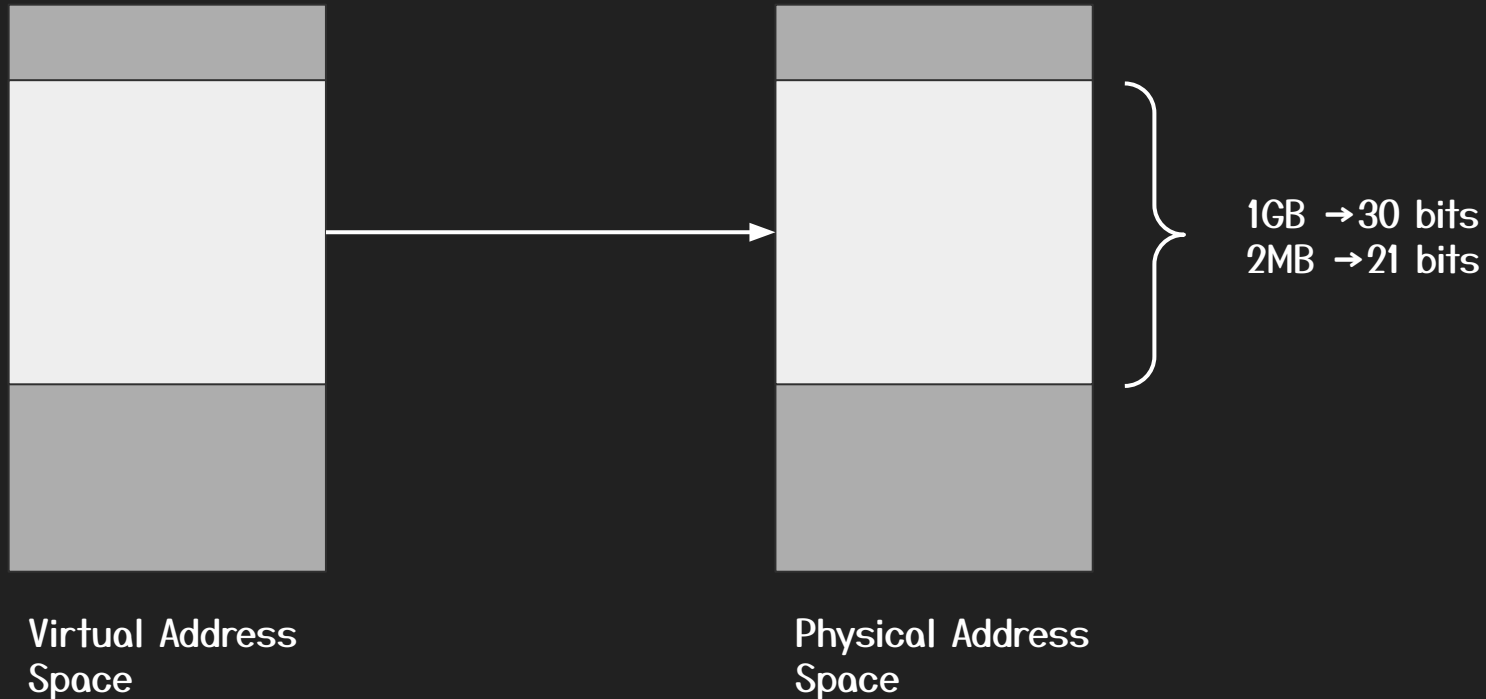 1GB →30 bits
2MB →21 bits
Virtual Address
Space
Physical Address
Space